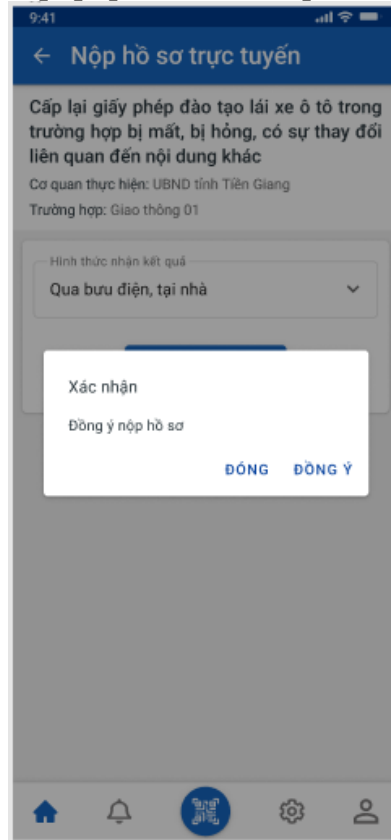 9:41
Nộp hồ sơ trực tuyến
Cấp lại giấy phép đào tạo lái xe ô tô trong
trường hợp bị mất, bị hỏng, có sự thay đổi
liên quan đến nội dung khác
Cơ quan thực hiện: UBND tỉnh Tiền Giang
Trường hợp: Giao thông 01
Hình thức nhận kết quả
Qua bưu điện, tại nhà
Xác nhận
Đồng ý nộp hồ sơ
ĐÓNG ĐỒNG Ý